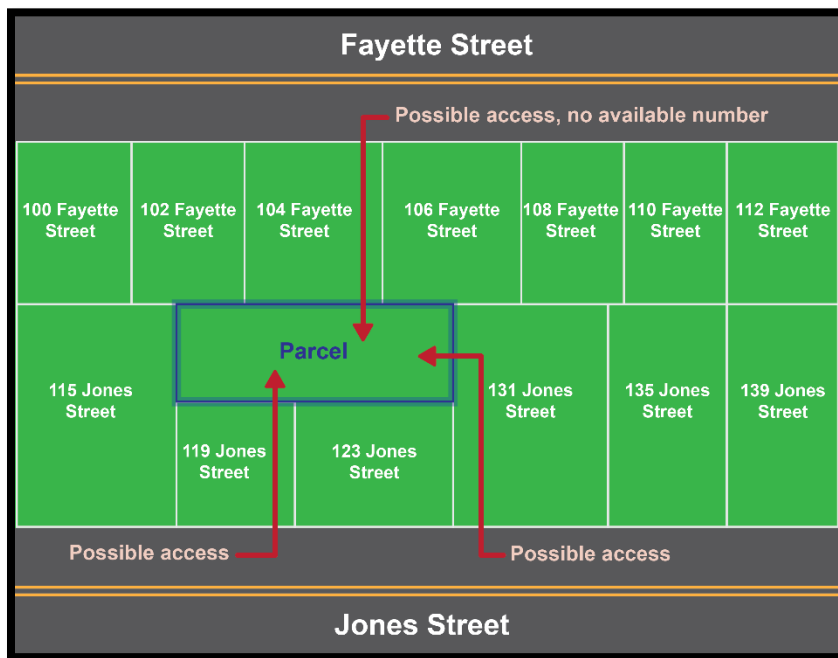 Fayette Street
Possible access, no available number
100 Fayette
Street
102 Fayette
Street
104 Fayette
Street
106 Fayette
Street
108 Fayette
Street
110 Fayette
Street
112 Fayette
Street
Parcel
115 Jones
Street
131 Jones
Street
135 Jones
Street
139 Jones
Street
119 Jones
Street
123 Jones
Street
Possible access
Possible access
Jones Street